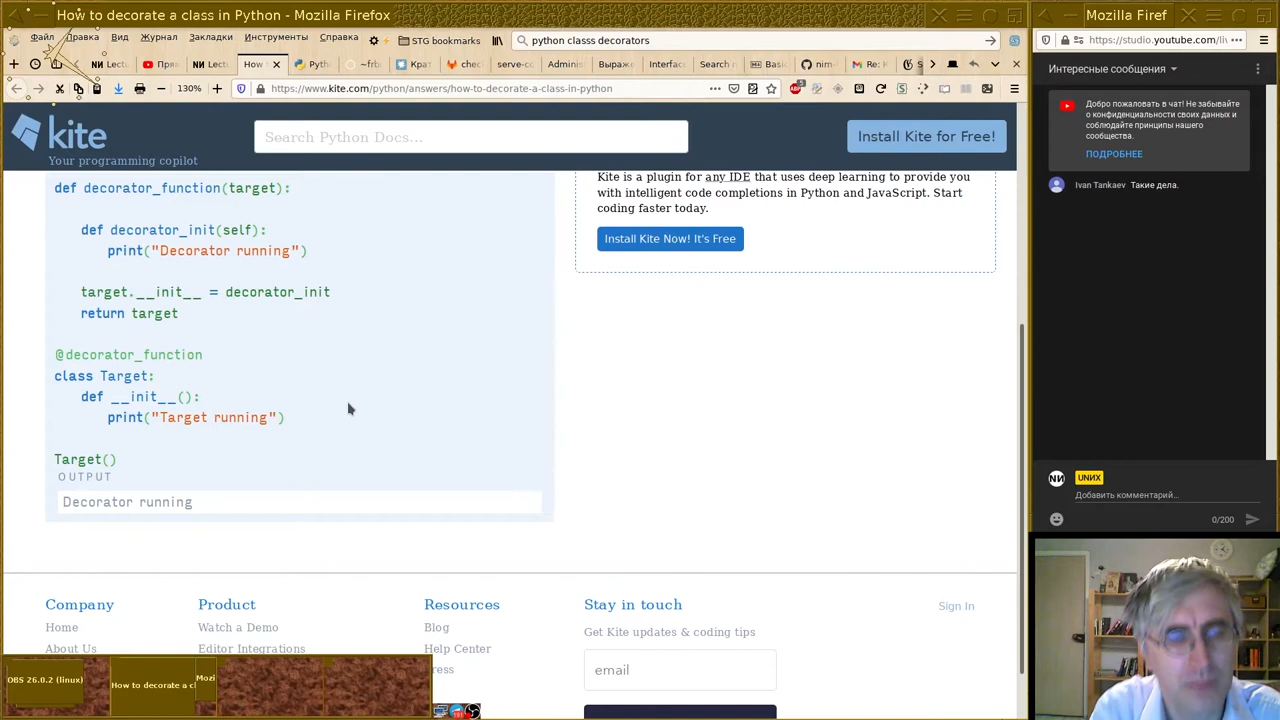 How to decorate a class in Python - Mozilla Firefox
Файл Правка Вид Журнал Закладки Инструменты Справка
STG bookmarks
python classs decorators
130%
https://www.kite.com/python/answers/how-to-decorate-a-class-in-python
kite
Your programming copilot
Search Python Docs...
Install Kite for Free!
def decorator_function(target):
def decorator_init(self):
print("Decorator running")
target.__init__ = decorator_init
return target
@decorator_function
class Target:
def __init__():
print("Target running")
Target()
OUTPUT
Decorator running
Kite is a plugin for any IDE that uses deep learning to provide you
with intelligent code completions in Python and JavaScript. Start
coding faster today.
Install Kite Now! It's Free
Company
Home
About Us
Product
Watch a Demo
Editor Integrations
Resources
Blog
Help Center
Stay in touch
Get Kite updates & coding tips
email
Sign In
OBS 26.0.2 (linux)
How to decorate a cl
Mozi
Mozilla Firef
https://studio.youtube.com/liv
Интересные сообщения
Добро пожаловать в чат! Не забывайте
о конфиденциальности своих данных и
соблюдайте принципы нашего
сообщества.
ПОДРОБНЕЕ
Ivan Tankaev Такие дела.
UNИX
Добавить комментарий...
0/200